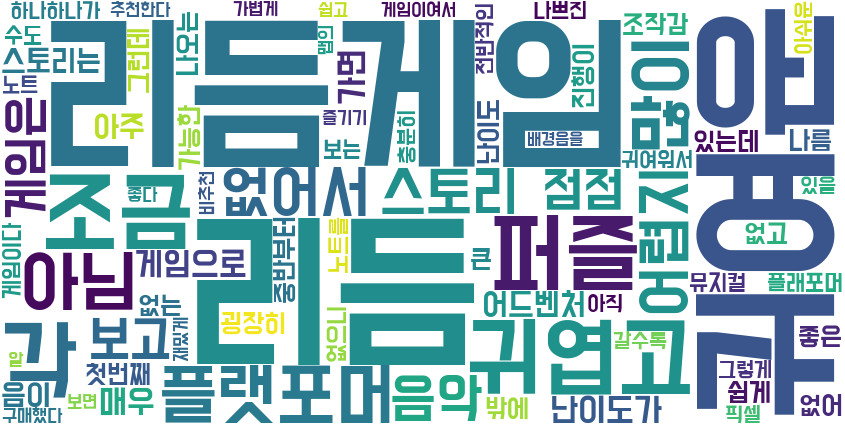 하나하나가
추천한다
가볍게
쉽고
게임이여서
나쁘진
조작감
아쉬운
수도
스토리는
그런데
나오는
리듬게임
맵인
전반적인
진행이
많이
노트
가면
아주
가능한
즐기기
충분히
난이도
배경음을
있는데
나름
게임은
보는
귀여워서
조금
좋다
비추천
없어서
스토리
점점
어렵지
있을
게임이다
아님
게임으로
중반부터
리듬
노트를
큰
퍼즐
없고
뮤지컬
플래포머
없는
굉장히
없으니
어드벤처
아직
각
보고
재밌게
귀엽고
갈수록
좋은
알
첫번째
그렇게
음이
보면
매우
플랫포머
음악
밖에
난이도가
쉽게
픽셀
없어
구매했다